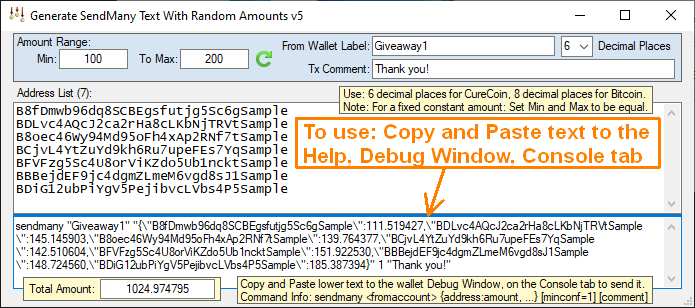 Generate SendMany Text With Random Amounts v5
Amount Range:
Min: 100 To Max: 200
From Wallet Label: Giveaway1 6 Decimal Places
Tx Comment: Thank you!
Address List (7):
Use: 6 decimal places for CureCoin, 8 decimal places for Bitcoin.
Note: For a fixed constant amount: Set Min and Max to be equal.
B8fDmwb96dq8SCBEgsfutjg5Sc6gSample
BDLvc4AQcJ2ca2rHa8cLKbNjTRVtSample
B8oec46Wy94Md95oFh4xAp2RNf7tSample
BCjvL4YtZuYd9kh6Ru7upeFEs7YqSample
BFVFzg5Sc4U8orViKZdo5Ub1ncktSample
BBBejdEF9jc4dgmZLmeM6vgd8sJ1Sample
BDiG12ubPiYgV5PejibvcLVbs4P5Sample
To use: Copy and Paste text to the
Help, Debug Window, Console tab
sendmany "Giveaway1" "{\"B8fDmwb96dq8SCBEgsfutjg5Sc6gSample\":111.519427,\"BDLvc4AQcJ2ca2rHa8cLKbNjTRVtSample
\":145.145903,\"B8oec46Wy94Md95oFh4xAp2RNf7tSample\":139.764377,\"BCjvL4YtZuYd9kh6Ru7upeFEs7YqSample
\":142.510604,\"BFVFzg5Sc4U8orViKZdo5Ub1ncktSample\":151.922530,\"BBBejdEF9jc4dgmZLmeM6vgd8sJ1Sample
\":148.724560,\"BDiG12ubPiYgV5PejibvcLVbs4P5Sample\":185.387394}" 1 "Thank you!"
Total Amount: 1024.974795
Copy and Paste lower text to the wallet Debug Window, on the Console tab to send it.
Command Info: sendmany <fromaccount> {address:amount, ...} [minconf=1] [comment]